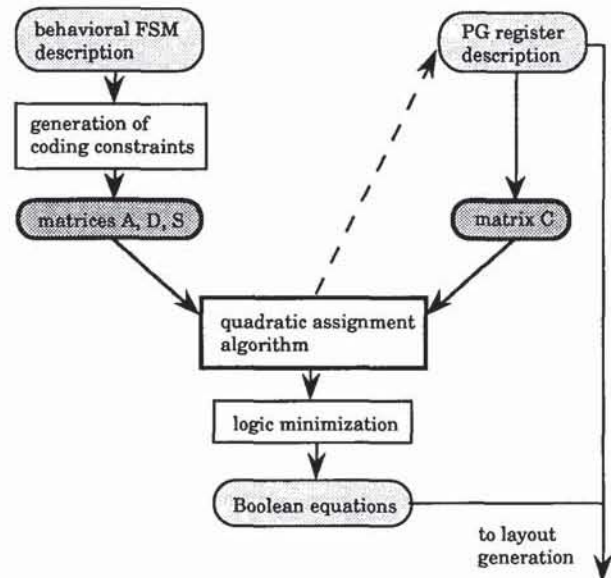 behavioral FSM
description
PG register
description
generation of
coding constraints
matrices A, D, S
matrix C
quadratic assignment
algorithm
logic minimization
Boolean equations
to layout
generation